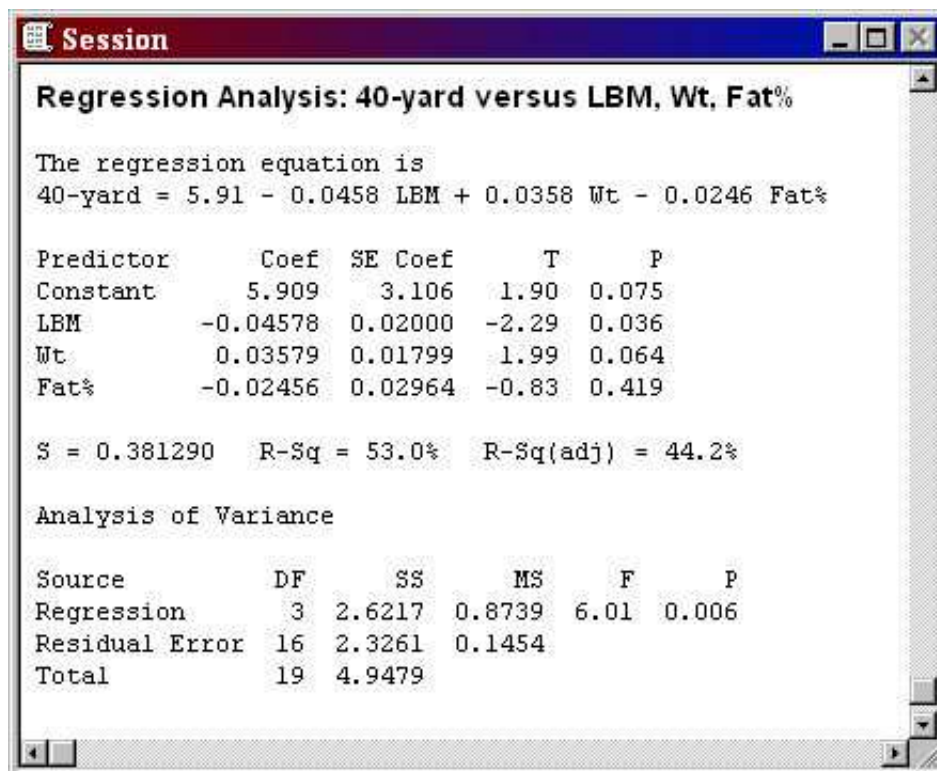 Session
Regression Analysis: 40-yard versus LBM, Wt, Fat%
The regression equation is
40-yard = 5.91 - 0.0458 LBM + 0.0358 Wt - 0.0246 Fat%
Predictor Coef SE Coef T P
Constant 5.909 3.106 1.90 0.075
LBM -0.04578 0.02000 -2.29 0.036
Wt 0.03579 0.01799 1.99 0.064
Fat% -0.02456 0.02964 -0.83 0.419
S = 0.381290 R-Sq = 53.0% R-Sq(adj) = 44.2%
Analysis of Variance
Source DF SS MS F P
Regression 3 2.6217 0.8739 6.01 0.006
Residual Error 16 2.3261 0.1454
Total 19 4.9479